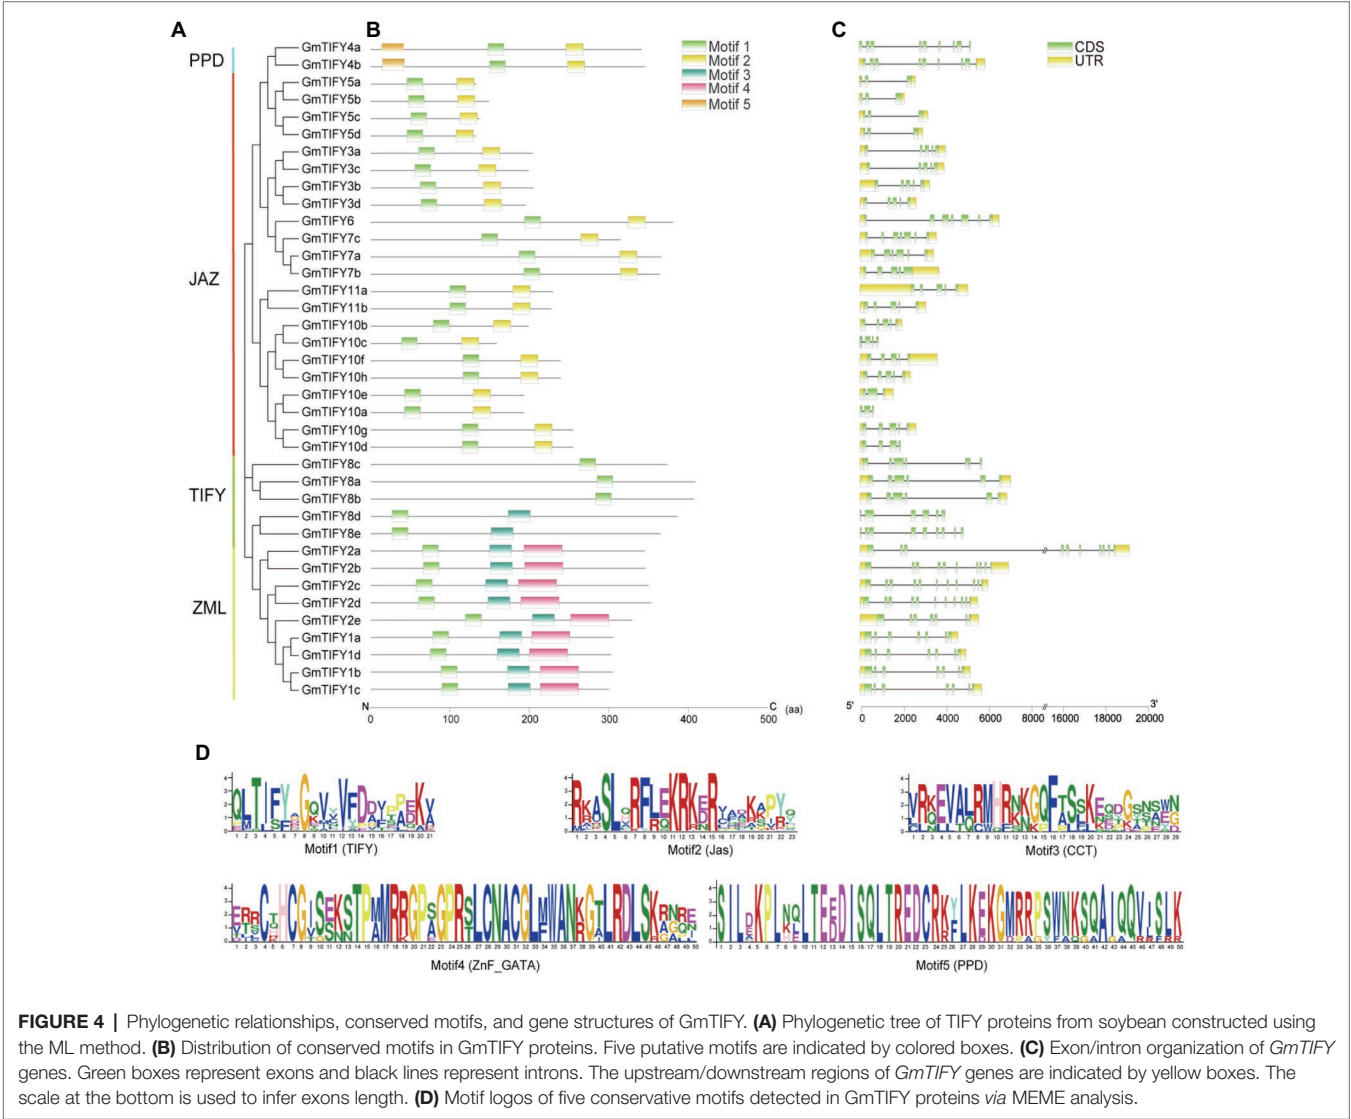 A B C
GmTIFY4a
GmTIFY4b
GmTIFY5a
GmTIFY5b
GmTIFY5c
GmTIFY5d
GmTIFY3a
GmTIFY3c
GmTIFY3b
GmTIFY3d
GmTIFY6
GmTIFY7c
GmTIFY7a
GmTIFY7b
GmTIFY11a
GmTIFY11b
GmTIFY10b
GmTIFY10c
GmTIFY10f
GmTIFY10h
GmTIFY10e
GmTIFY10a
GmTIFY10g
GmTIFY10d
GmTIFY8c
GmTIFY8a
GmTIFY8b
GmTIFY8d
GmTIFY8e
GmTIFY2a
GmTIFY2b
GmTIFY2c
GmTIFY2d
GmTIFY2e
GmTIFY1a
GmTIFY1d
GmTIFY1b
GmTIFY1c
PPD
JAZ
TIFY
ZML
Motif 1
Motif 2
Motif 3
Motif 4
Motif 5
CDS
UTR
N C (aa)
0 100 200 300 400 500
5' 3'
0 2000 4000 6000 8000 16000 18000 20000
D
Motif1 (TIFY)
Motif2 (Jas)
Motif3 (CCT)
Motif4 (ZnF_GATA)
Motif5 (PPD)
FIGURE 4 | Phylogenetic relationships, conserved motifs, and gene structures of GmTIFY. (A) Phylogenetic tree of TIFY proteins from soybean constructed using
the ML method. (B) Distribution of conserved motifs in GmTIFY proteins. Five putative motifs are indicated by colored boxes. (C) Exon/intron organization of GmTIFY
genes. Green boxes represent exons and black lines represent introns. The upstream/downstream regions of GmTIFY genes are indicated by yellow boxes. The
scale at the bottom is used to infer exons length. (D) Motif logos of five conservative motifs detected in GmTIFY proteins via MEME analysis.